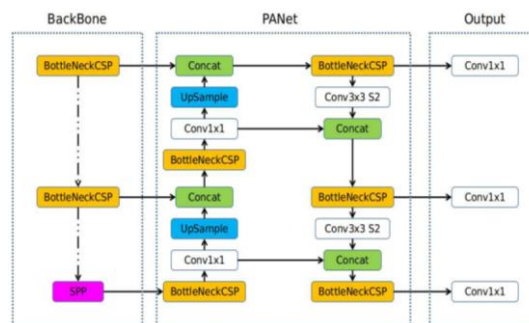 BackBone
PANet
Output
BottleNeckCSP
Concat
BottleNeckCSP
Conv1x1
UpSample
Conv3x3 S2
Conv1x1
Concat
BottleNeckCSP
BottleNeckCSP
Concat
BottleNeckCSP
Conv1x1
UpSample
Conv3x3 S2
Conv1x1
Concat
SPP
BottleNeckCSP
BottleNeckCSP
Conv1x1